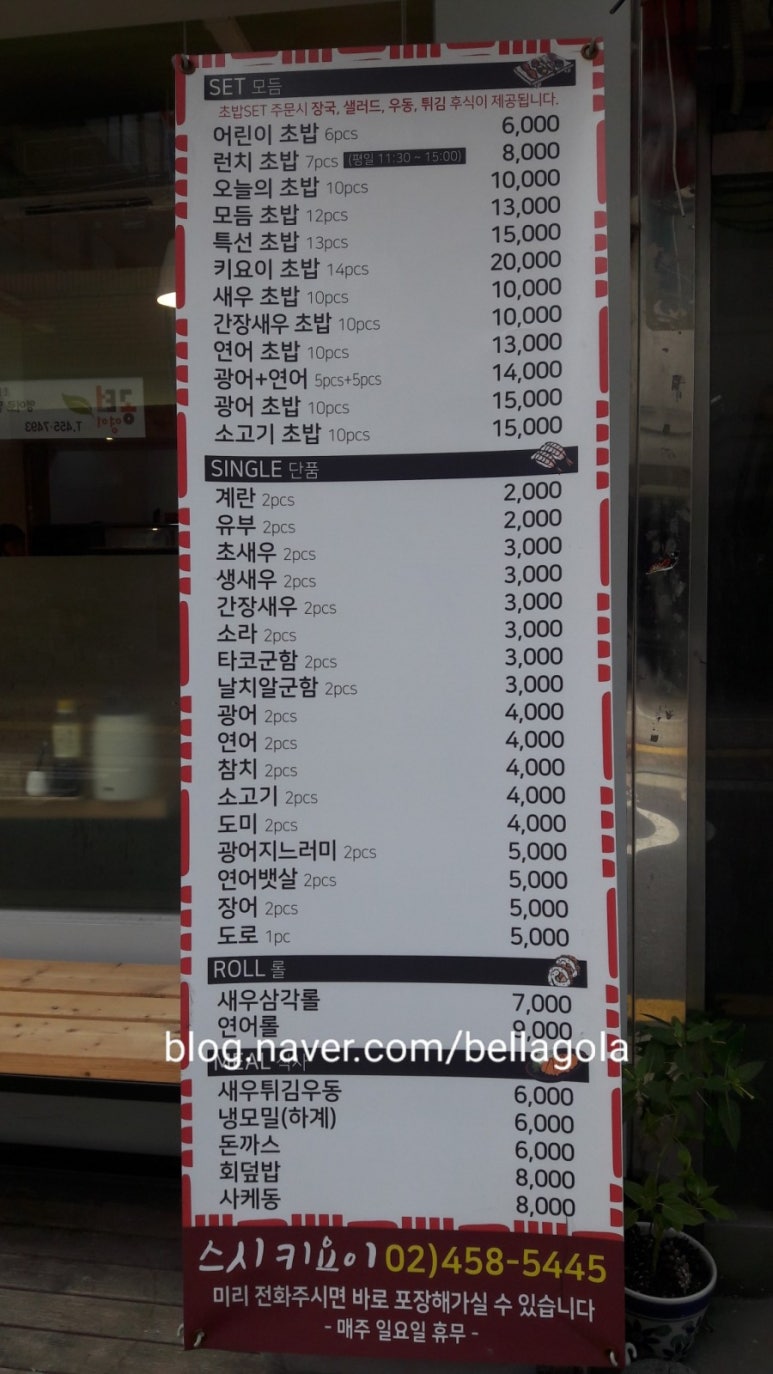 SET 모듬
초밥SET 주문시 장국, 샐러드, 우동, 튀김 후식이 제공됩니다.
어린이 초밥 6pcs 6,000
런치 초밥 7pcs (평일 11:30 ~ 15:00) 8,000
오늘의 초밥 10pcs 10,000
모듬 초밥 12pcs 13,000
특선 초밥 13pcs 15,000
키요이 초밥 14pcs 20,000
새우 초밥 10pcs 10,000
간장새우 초밥 10pcs 10,000
연어 초밥 10pcs 13,000
광어+연어 5pcs+5pcs 14,000
광어 초밥 10pcs 15,000
소고기 초밥 10pcs 15,000
SINGLE 단품
계란 2pcs 2,000
유부 2pcs 2,000
초새우 2pcs 3,000
생새우 2pcs 3,000
간장새우 2pcs 3,000
소라 2pcs 3,000
타코군함 2pcs 3,000
날치알군함 2pcs 3,000
광어 2pcs 4,000
연어 2pcs 4,000
참치 2pcs 4,000
소고기 2pcs 4,000
도미 2pcs 4,000
광어지느러미 2pcs 5,000
연어뱃살 2pcs 5,000
장어 2pcs 5,000
도로 1pc 5,000
ROLL 롤
새우삼각롤 7,000
연어롤 9,000
blog.naver.com/bellagola
MEAL 식사
새우튀김우동 6,000
냉모밀(하계) 6,000
돈까스 6,000
회덮밥 8,000
사케동 8,000
스시키요이 02)458-5445
미리 전화주시면 바로 포장해가실 수 있습니다
- 매주 일요일 휴무 -
T.455-7493